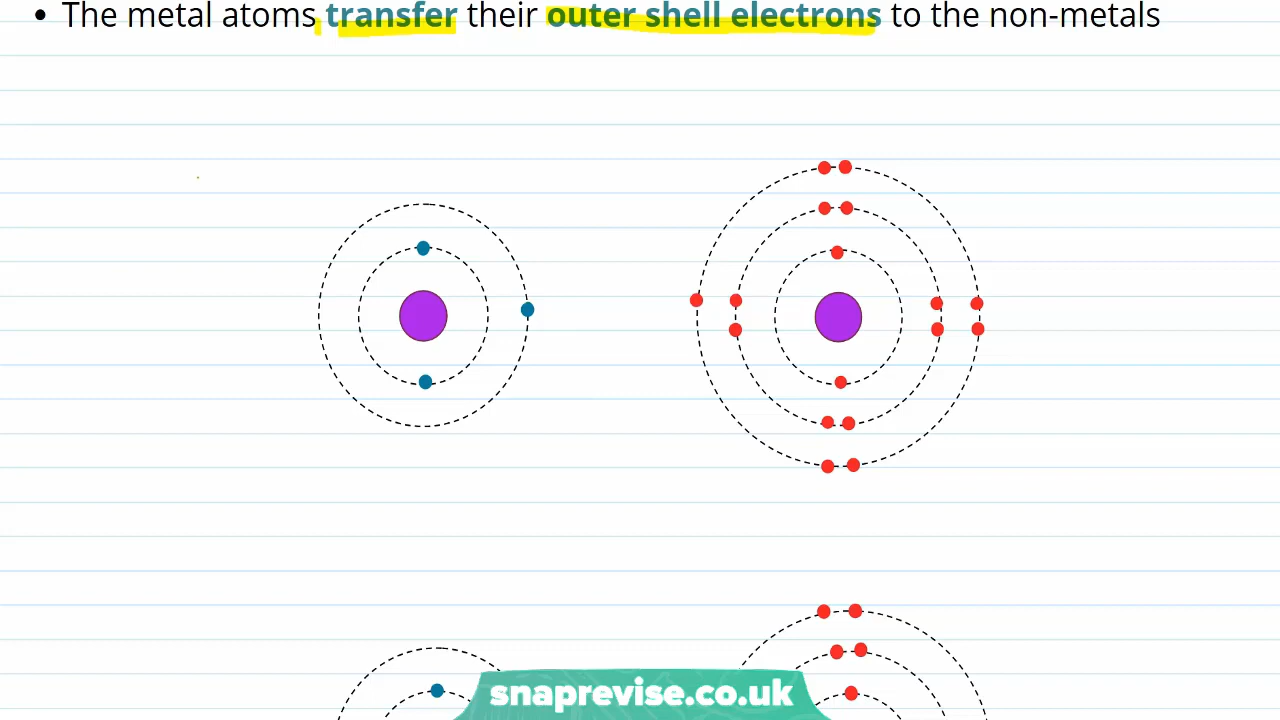 • The metal atoms transfer their outer shell electrons to the non-metals
snaprevise.co.uk